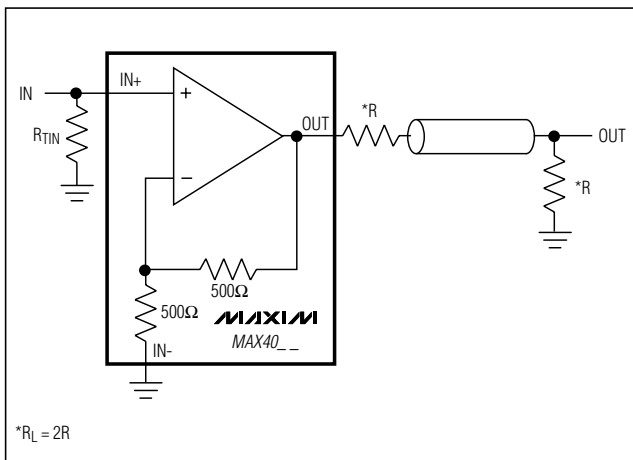 IN
IN+
R_TIN
+
−
OUT
*R
OUT
*R
500Ω
500Ω
MAXIM
MAX40_ _
IN-
*R_L = 2R